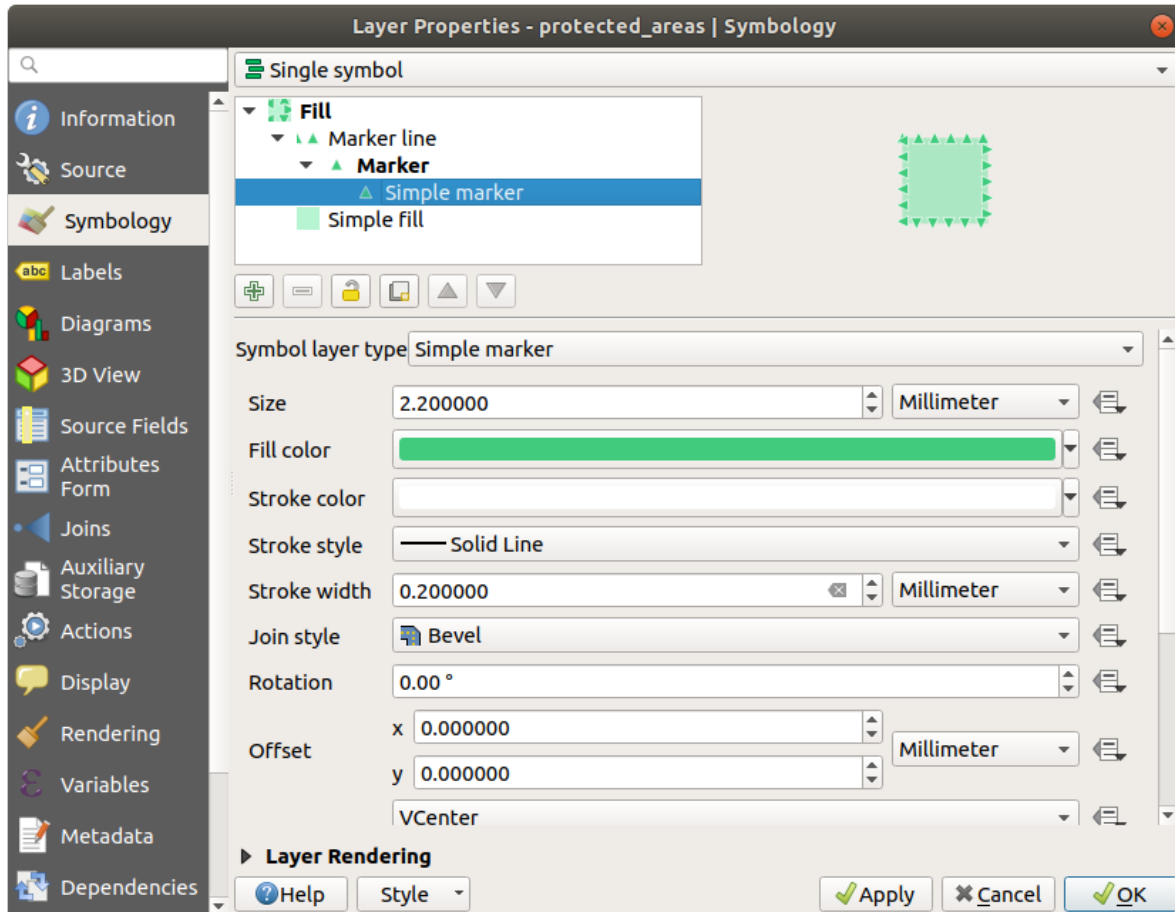 Layer Properties - protected_areas | Symbology
Single symbol
Information
Source
Symbology
abc Labels
Diagrams
3D View
Source Fields
Attributes
Form
Joins
Auxiliary
Storage
Actions
Display
Rendering
Variables
Metadata
Dependencies
Fill
Marker line
Marker
Simple marker
Simple fill
Symbol layer type Simple marker
Size 2.200000 Millimeter
Fill color
Stroke color
Stroke style Solid Line
Stroke width 0.200000 Millimeter
Join style Bevel
Rotation 0.00 °
Offset x 0.000000 Millimeter
y 0.000000
VCenter
Layer Rendering
Help Style Apply Cancel OK